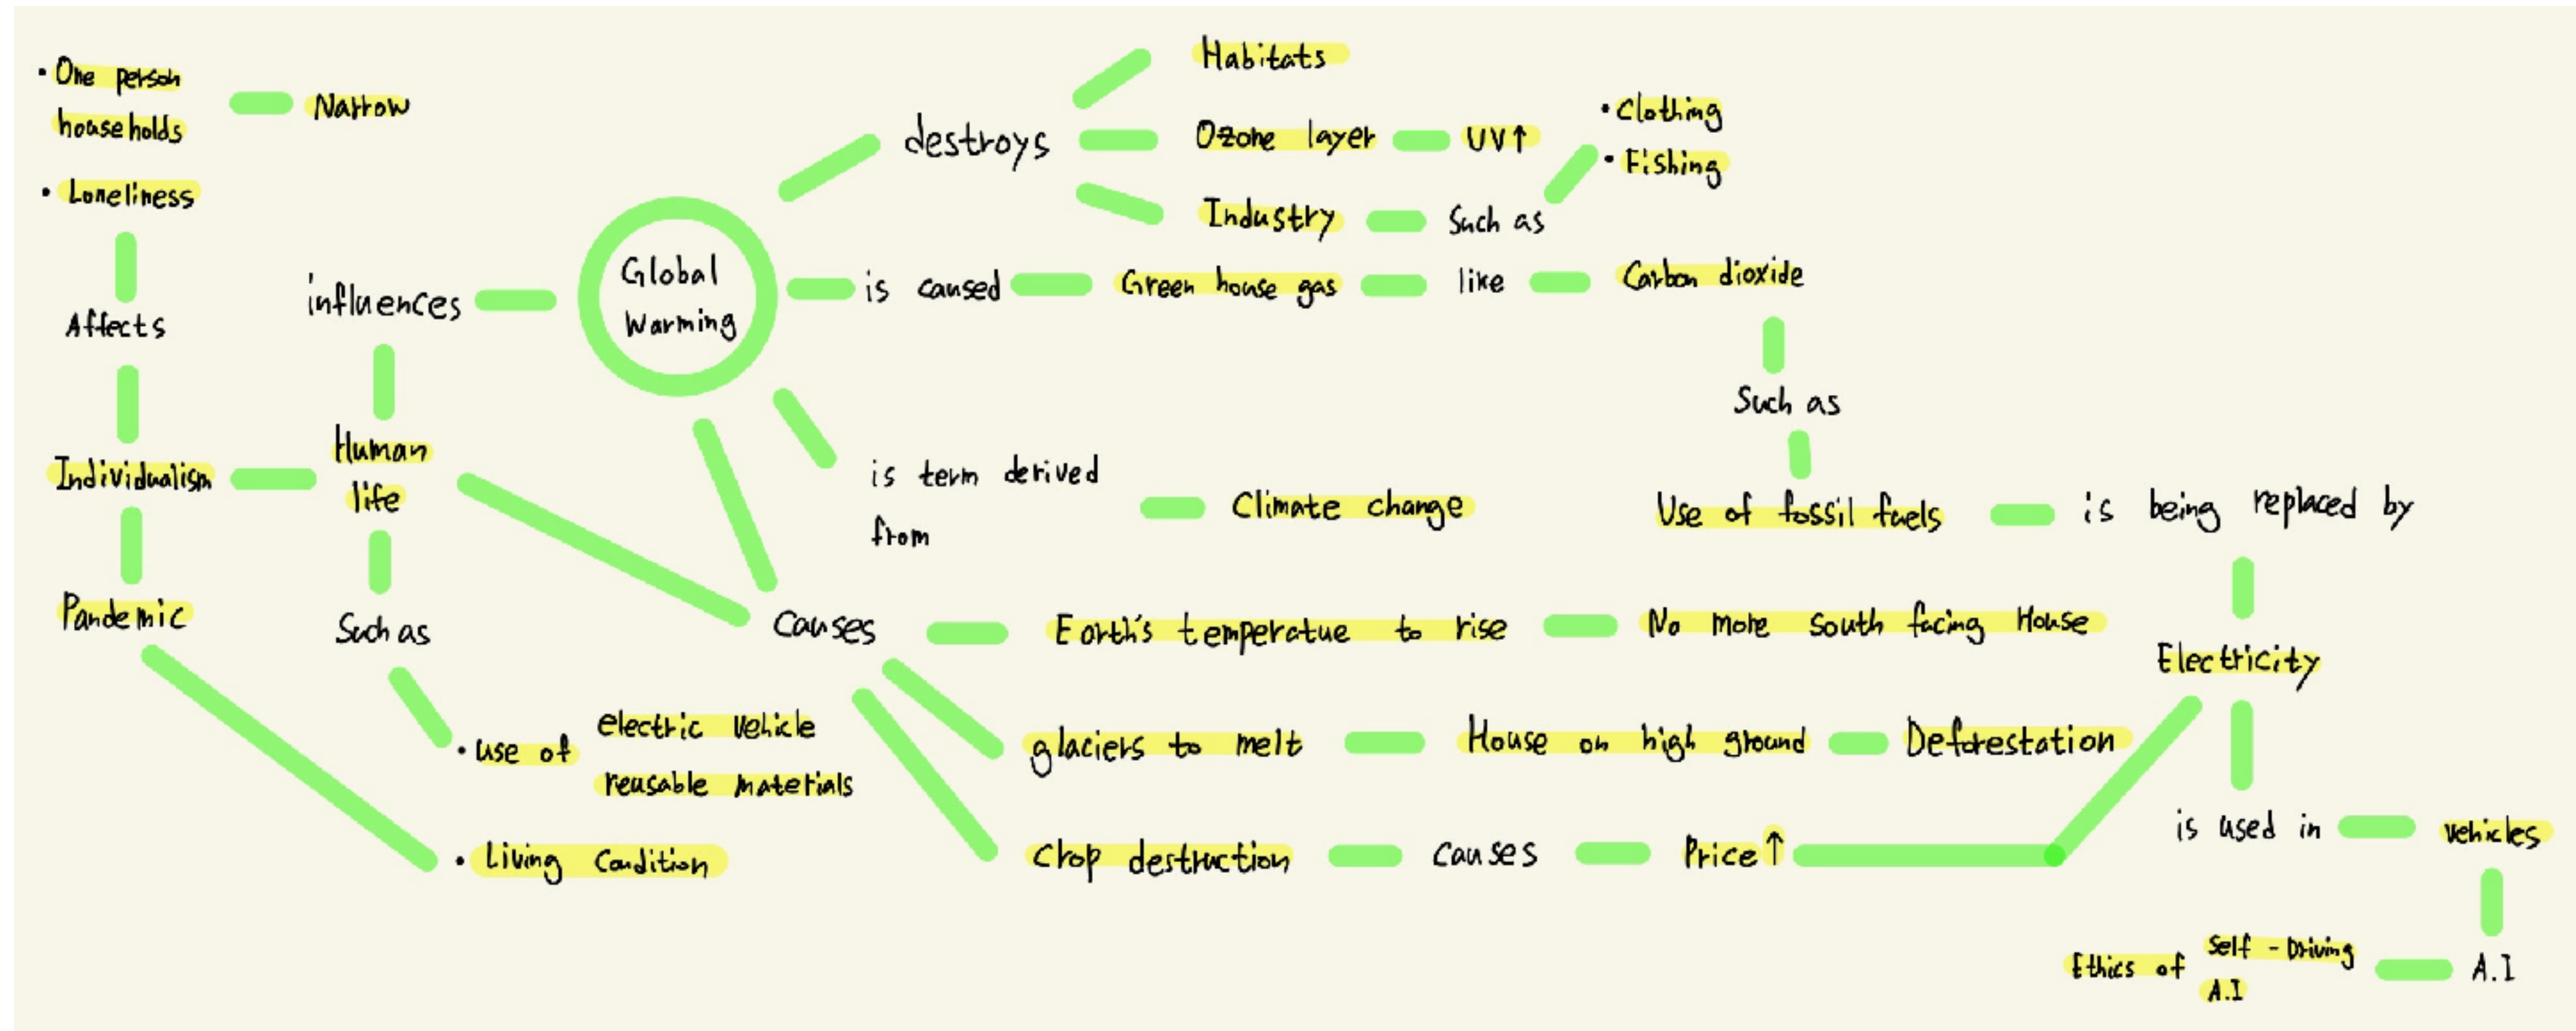 • One person
households
Narrow
• Loneliness
Affects
Individualism
Pandemic
influences
Human
life
Such as
• use of
electric vehicle
reusable materials
• Living Condition
Global
Warming
destroys
Habitats
Ozone layer
UV↑
Industry
Such as
• Clothing
• Fishing
is caused
Green house gas
like
Carbon dioxide
Such as
Use of fossil fuels
is being replaced by
Electricity
is used in
vehicles
A.I
Ethics of
Self - Driving
A.I
is term derived
from
Climate change
Causes
Earth's temperatue to rise
No more south facing House
glaciers to melt
House on high ground
Deforestation
Crop destruction
causes
Price↑